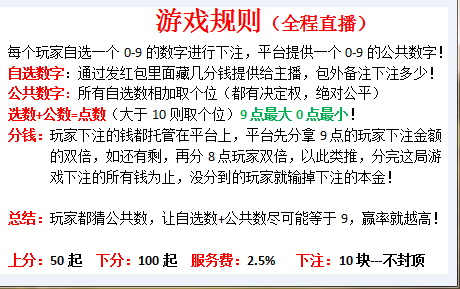 游戏规则（全程直播）
每个玩家自选一个 0-9 的数字进行下注，平台提供一个 0-9 的公共数字！
自选数字：通过发红包里面藏几分钱提供给主播，包外备注下注多少！
公共数字：所有自选数字相加取个位（都有决定权，绝对公平）
选数+公数=点数（大于 10 则取个位）9 点最大 0 点最小！
分钱：玩家下注的钱都托管在平台上，平台先分拿 9 点的玩家下注金额
的双倍，如还有剩，再分 8 点玩家双倍，以此类推，分完这局游
戏下注的所有钱为止，没分到的玩家就输掉下注的本金！
总结：玩家都猜公共数，让自选数+公共数尽可能等于 9，赢率就越高！
上分：50 起 下分：100 起 服务费：2.5% 下注：10 块---不封顶